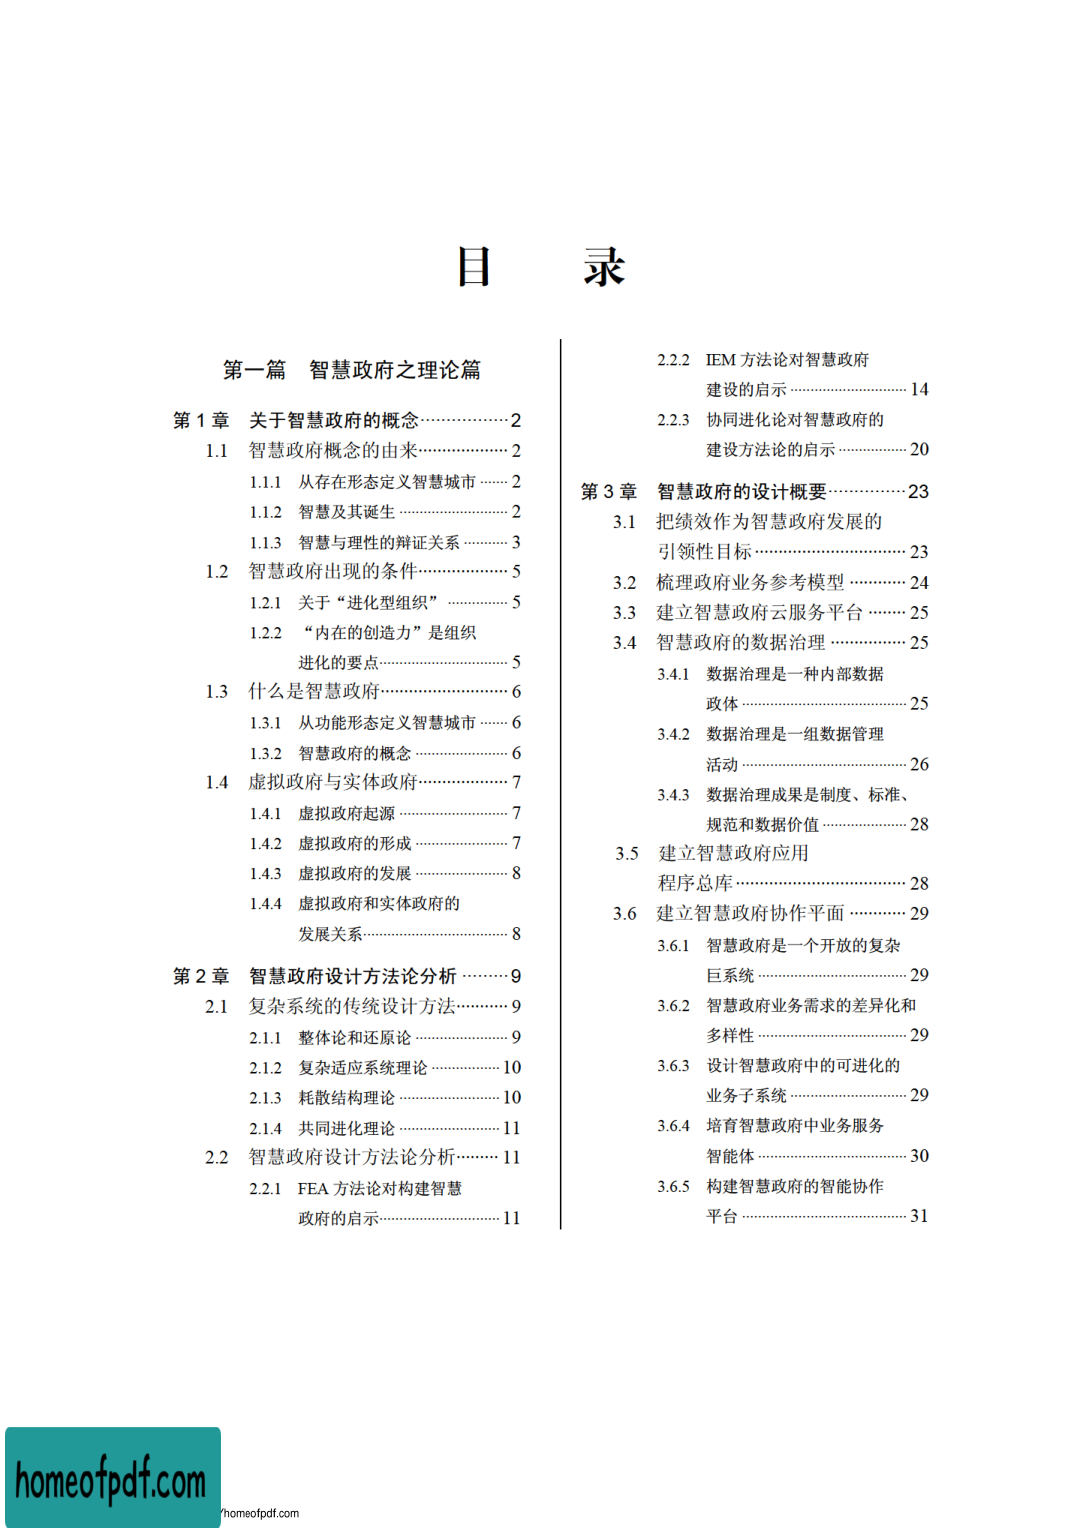 目 录
第一篇 智慧政府之理论篇
第 1 章 关于智慧政府的概念················2
1.1 智慧政府概念的由来··················· 2
1.1.1 从存在形态定义智慧城市 ······· 2
1.1.2 智慧及其诞生 ··························· 2
1.1.3 智慧与理性的辩证关系 ··········· 3
1.2 智慧政府出现的条件··················· 5
1.2.1 关于“进化型组织” ··············· 5
1.2.2 “内在的创造力”是组织
进化的要点································ 5
1.3 什么是智慧政府··························· 6
1.3.1 从功能形态定义智慧城市 ······· 6
1.3.2 智慧政府的概念 ······················· 6
1.4 虚拟政府与实体政府··················· 7
1.4.1 虚拟政府起源 ··························· 7
1.4.2 虚拟政府的形成 ······················· 7
1.4.3 虚拟政府的发展 ······················· 8
1.4.4 虚拟政府和实体政府的
发展关系···································· 8
第 2 章 智慧政府设计方法论分析 ·········9
2.1 复杂系统的传统设计方法··········· 9
2.1.1 整体论和还原论 ······················· 9
2.1.2 复杂适应系统理论 ················· 10
2.1.3 耗散结构理论 ························· 10
2.1.4 共同进化理论 ························· 11
2.2 智慧政府设计方法论分析········· 11
2.2.1 FEA 方法论对构建智慧
政府的启示······························ 11
2.2.2 IEM 方法论对智慧政府
建设的启示 ····························· 14
2.2.3 协同进化论对智慧政府的
建设方法论的启示 ················· 20
第 3 章 智慧政府的设计概要···············23
3.1 把绩效作为智慧政府发展的
引领性目标································ 23
3.2 梳理政府业务参考模型 ············ 24
3.3 建立智慧政府云服务平台 ········ 25
3.4 智慧政府的数据治理 ················ 25
3.4.1 数据治理是一种内部数据
政体 ········································· 25
3.4.2 数据治理是一组数据管理
活动 ········································· 26
3.4.3 数据治理成果是制度、标准、
规范和数据价值 ····················· 28
3.5 建立智慧政府应用
程序总库···································· 28
3.6 建立智慧政府协作平面 ············ 29
3.6.1 智慧政府是一个开放的复杂
巨系统 ····································· 29
3.6.2 智慧政府业务需求的差异化和
多样性 ····································· 29
3.6.3 设计智慧政府中的可进化的
业务子系统 ····························· 29
3.6.4 培育智慧政府中业务服务
智能体 ····································· 30
3.6.5 构建智慧政府的智能协作
平台 ········································· 31
homeofpdf.com
/homeofpdf.com